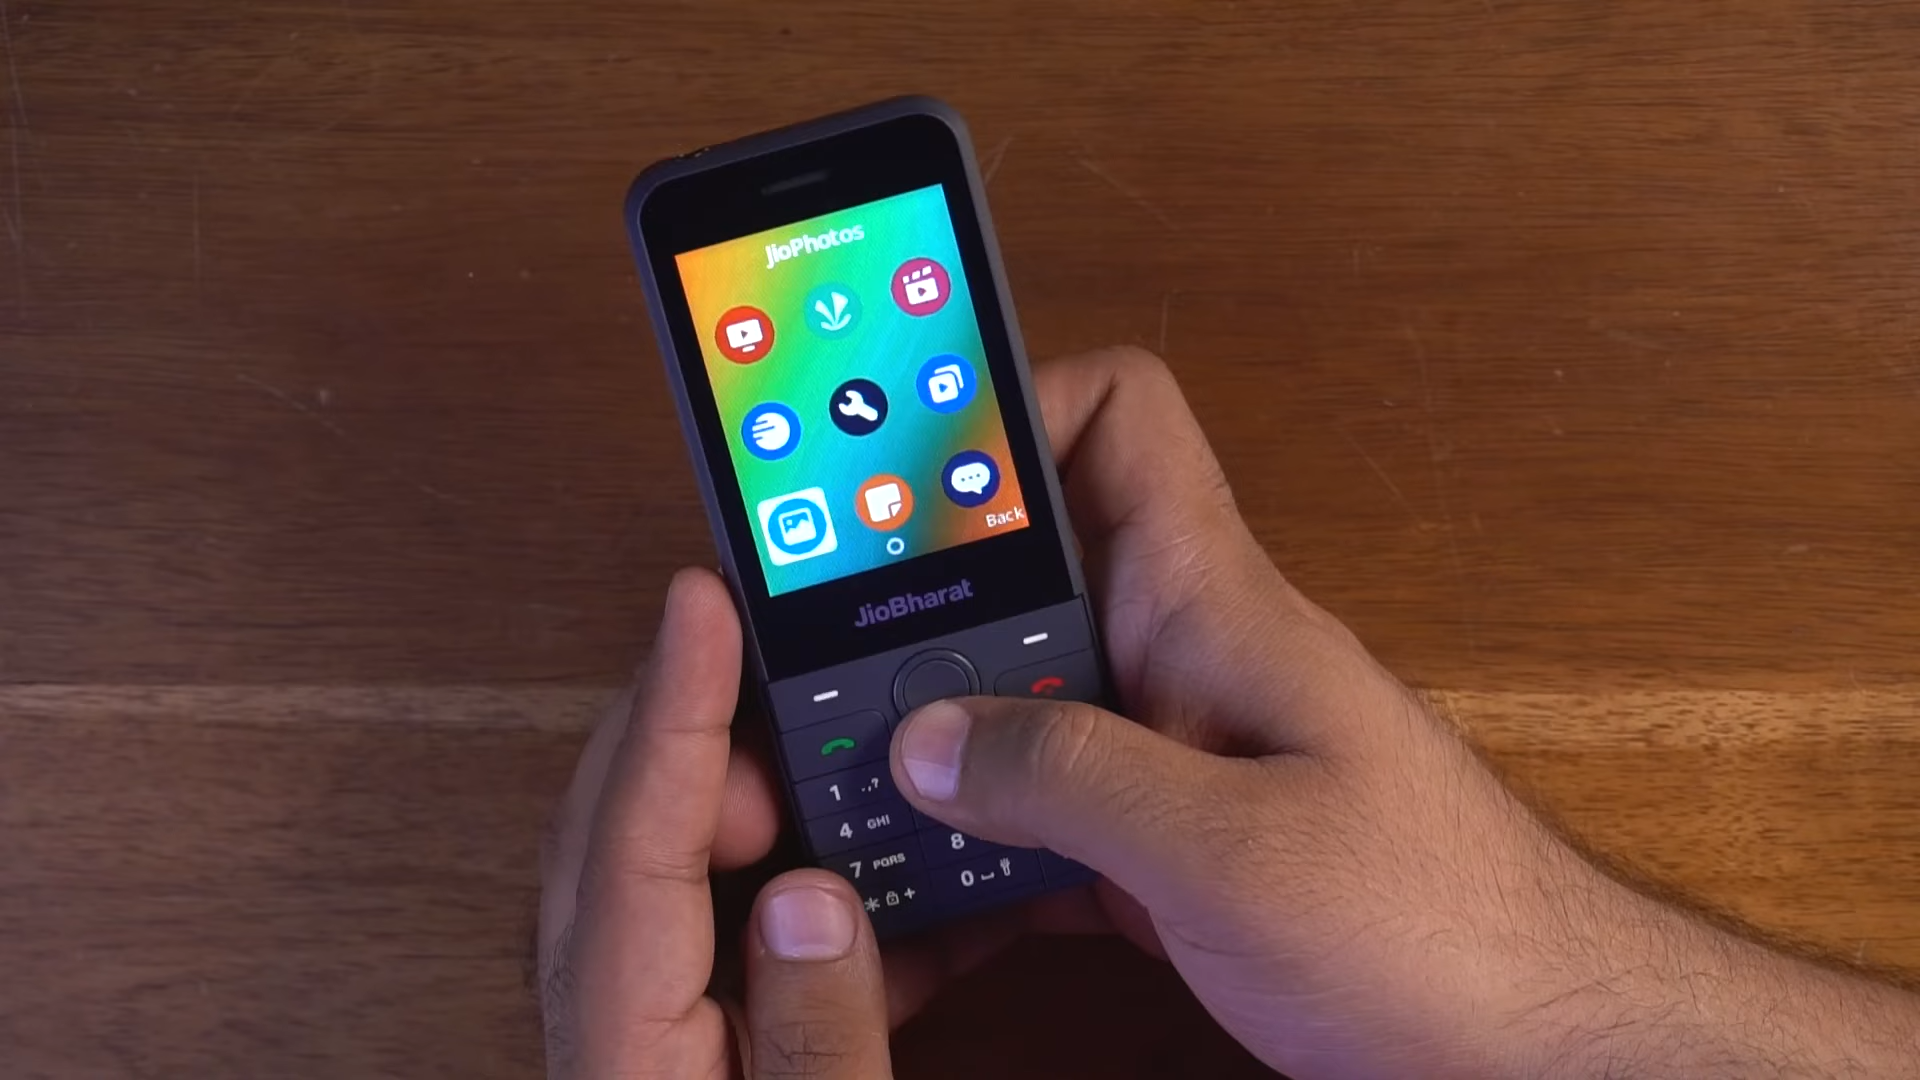 JioPhotos
Back
JioBharat
1 .,?
4 GHI
8
7 PQRS
0
* +